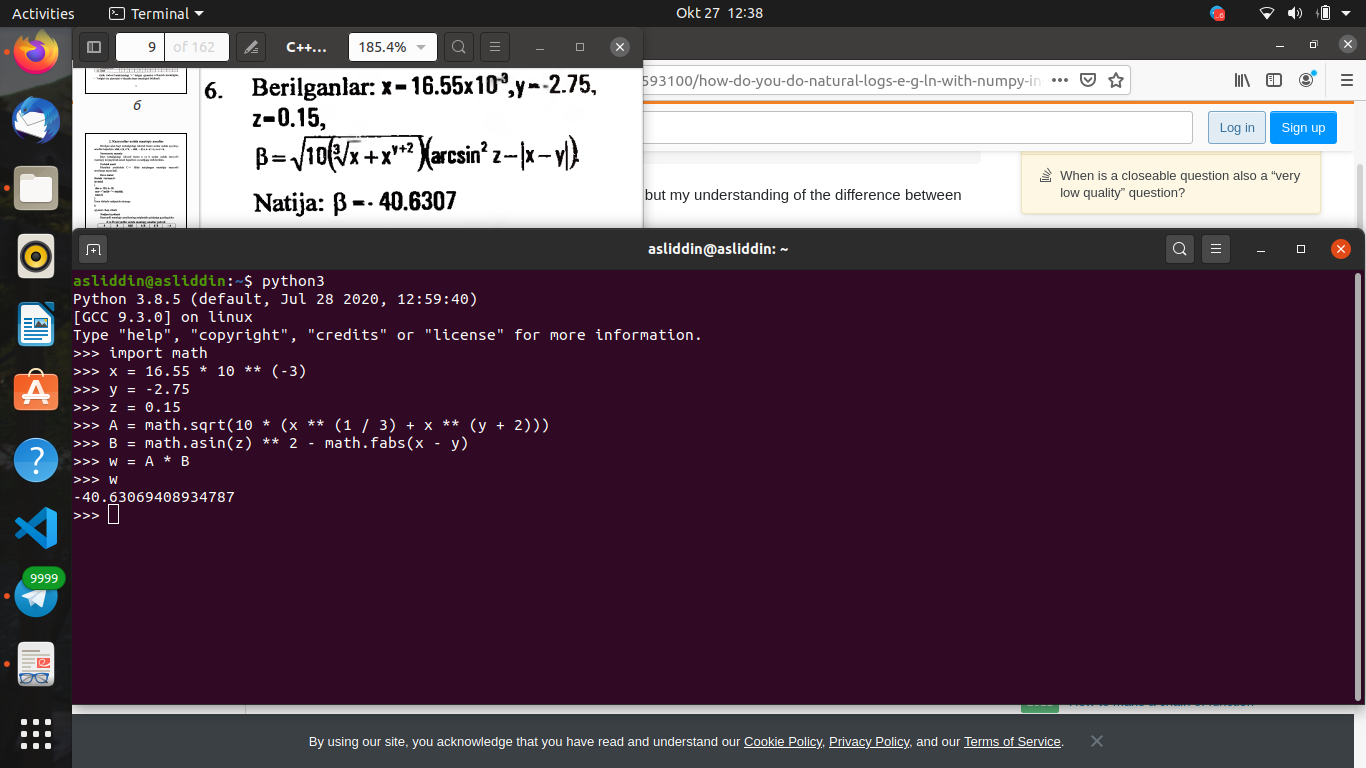 Activities Terminal Okt 27 12:38
9 of 162 C++... 185.4%
6
6. Berilganlar: x=16.55x10⁻³,y=-2.75,
z=0.15,
β=√10(∛x+x^(y+2))(arcsin² z-|x-y|).
Natija: β=-40.6307
593100/how-do-you-do-natural-logs-e-g-ln-with-numpy-in
Log in Sign up
When is a closeable question also a “very
low quality” question?
but my understanding of the difference between
asliddin@asliddin: ~
asliddin@asliddin:~$ python3
Python 3.8.5 (default, Jul 28 2020, 12:59:40)
[GCC 9.3.0] on linux
Type "help", "copyright", "credits" or "license" for more information.
>>> import math
>>> x = 16.55 * 10 ** (-3)
>>> y = -2.75
>>> z = 0.15
>>> A = math.sqrt(10 * (x ** (1 / 3) + x ** (y + 2)))
>>> B = math.asin(z) ** 2 - math.fabs(x - y)
>>> w = A * B
>>> w
-40.63069408934787
>>>
9999
By using our site, you acknowledge that you have read and understand our Cookie Policy, Privacy Policy, and our Terms of Service.